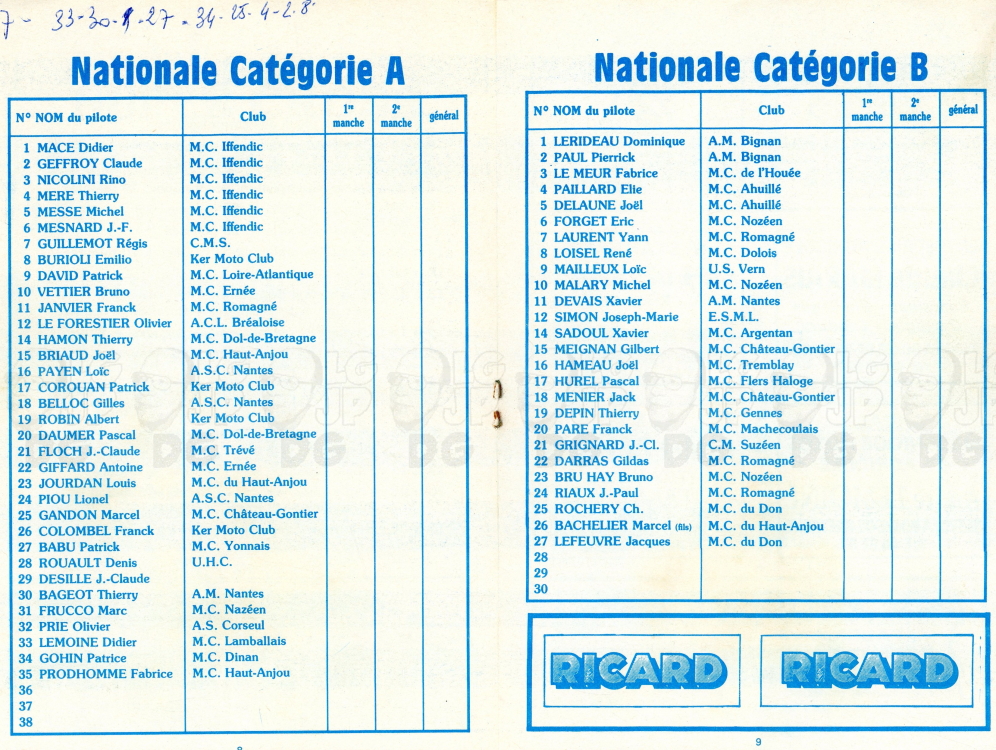 7 - 33-30-1-27-34-25-4-2-8
Nationale Catégorie A
N° NOM du pilote Club 1re manche 2e manche général
1 MACE Didier M.C. Iffendic
2 GEFFROY Claude M.C. Iffendic
3 NICOLINI Rino M.C. Iffendic
4 MERE Thierry M.C. Iffendic
5 MESSE Michel M.C. Iffendic
6 MESNARD J.-F. M.C. Iffendic
7 GUILLEMOT Régis C.M.S.
8 BURIOLI Emilio Ker Moto Club
9 DAVID Patrick M.C. Loire-Atlantique
10 VETTIER Bruno M.C. Ernée
11 JANVIER Franck M.C. Romagné
12 LE FORESTIER Olivier A.C.L. Bréaloise
14 HAMON Thierry M.C. Dol-de-Bretagne
15 BRIAUD Joël M.C. Haut-Anjou
16 PAYEN Loïc A.S.C. Nantes
17 COROUAN Patrick Ker Moto Club
18 BELLOC Gilles A.S.C. Nantes
19 ROBIN Albert Ker Moto Club
20 DAUMER Pascal M.C. Dol-de-Bretagne
21 FLOCH J.-Claude M.C. Trévé
22 GIFFARD Antoine M.C. Ernée
23 JOURDAN Louis M.C. du Haut-Anjou
24 PIOU Lionel A.S.C. Nantes
25 GANDON Marcel M.C. Château-Gontier
26 COLOMBEL Franck Ker Moto Club
27 BABU Patrick M.C. Yonnais
28 ROUAULT Denis U.H.C.
29 DESILLE J.-Claude
30 BAGEOT Thierry A.M. Nantes
31 FRUCCO Marc M.C. Nazéen
32 PRIE Olivier A.S. Corseul
33 LEMOINE Didier M.C. Lamballais
34 GOHIN Patrice M.C. Dinan
35 PRODHOMME Fabrice M.C. Haut-Anjou
36
37
38
8
Nationale Catégorie B
N° NOM du pilote Club 1re manche 2e manche général
1 LERIDEAU Dominique A.M. Bignan
2 PAUL Pierrick A.M. Bignan
3 LE MEUR Fabrice M.C. de l'Houée
4 PAILLARD Elie M.C. Ahuillé
5 DELAUNE Joël M.C. Ahuillé
6 FORGET Eric M.C. Nozéen
7 LAURENT Yann M.C. Romagné
8 LOISEL René M.C. Dolois
9 MAILLEUX Loïc U.S. Vern
10 MALARY Michel M.C. Nozéen
11 DEVAIS Xavier A.M. Nantes
12 SIMON Joseph-Marie E.S.M.L.
14 SADOUL Xavier M.C. Argentan
15 MEIGNAN Gilbert M.C. Château-Gontier
16 HAMEAU Joël M.C. Tremblay
17 HUREL Pascal M.C. Flers Haloge
18 MENIER Jack M.C. Château-Gontier
19 DEPIN Thierry M.C. Gennes
20 PARE Franck M.C. Machecoulais
21 GRIGNARD J.-Cl. C.M. Suzéen
22 DARRAS Gildas M.C. Romagné
23 BRU HAY Bruno M.C. Nozéen
24 RIAUX J.-Paul M.C. Romagné
25 ROCHERY Ch. M.C. du Don
26 BACHELIER Marcel (fils) M.C. du Haut-Anjou
27 LEFEUVRE Jacques M.C. du Don
28
29
30
RICARD RICARD
9
LG JP DG